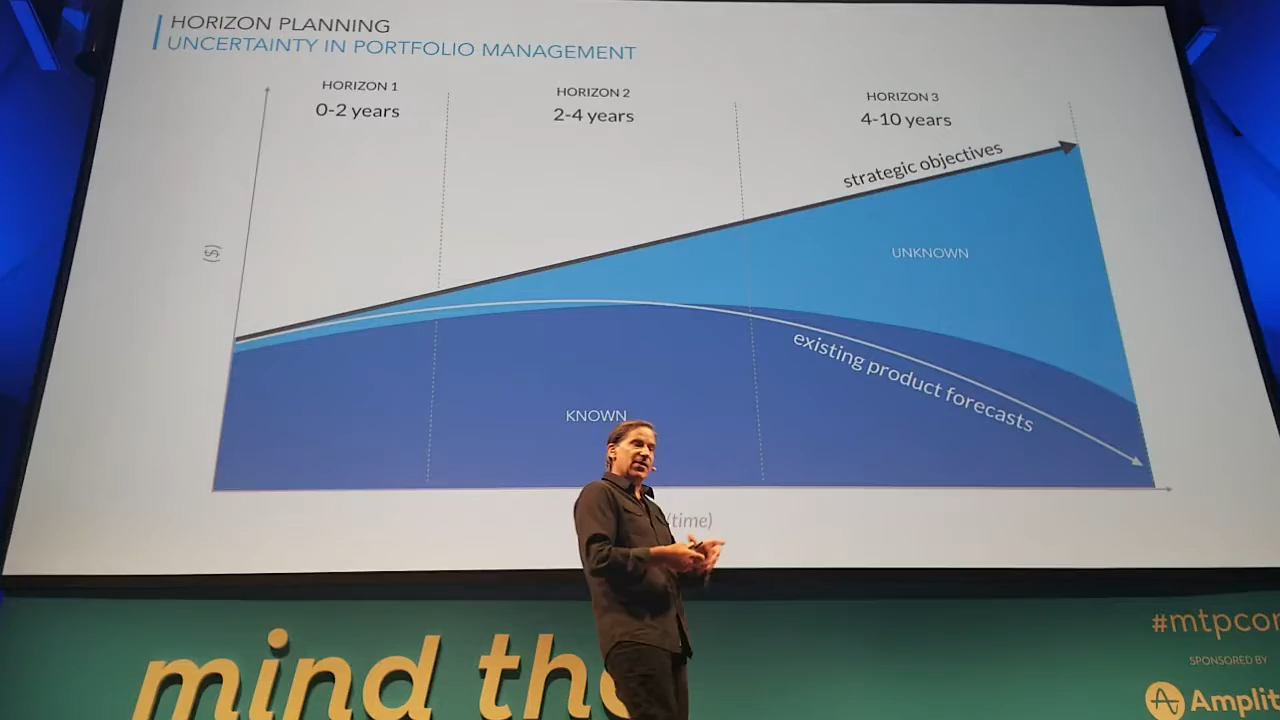 HORIZON PLANNING
UNCERTAINTY IN PORTFOLIO MANAGEMENT
HORIZON 1
0-2 years
HORIZON 2
2-4 years
HORIZON 3
4-10 years
strategic objectives
($)
UNKNOWN
existing product forecasts
KNOWN
(time)
mind the
#mtpcon
SPONSORED BY
Amplit